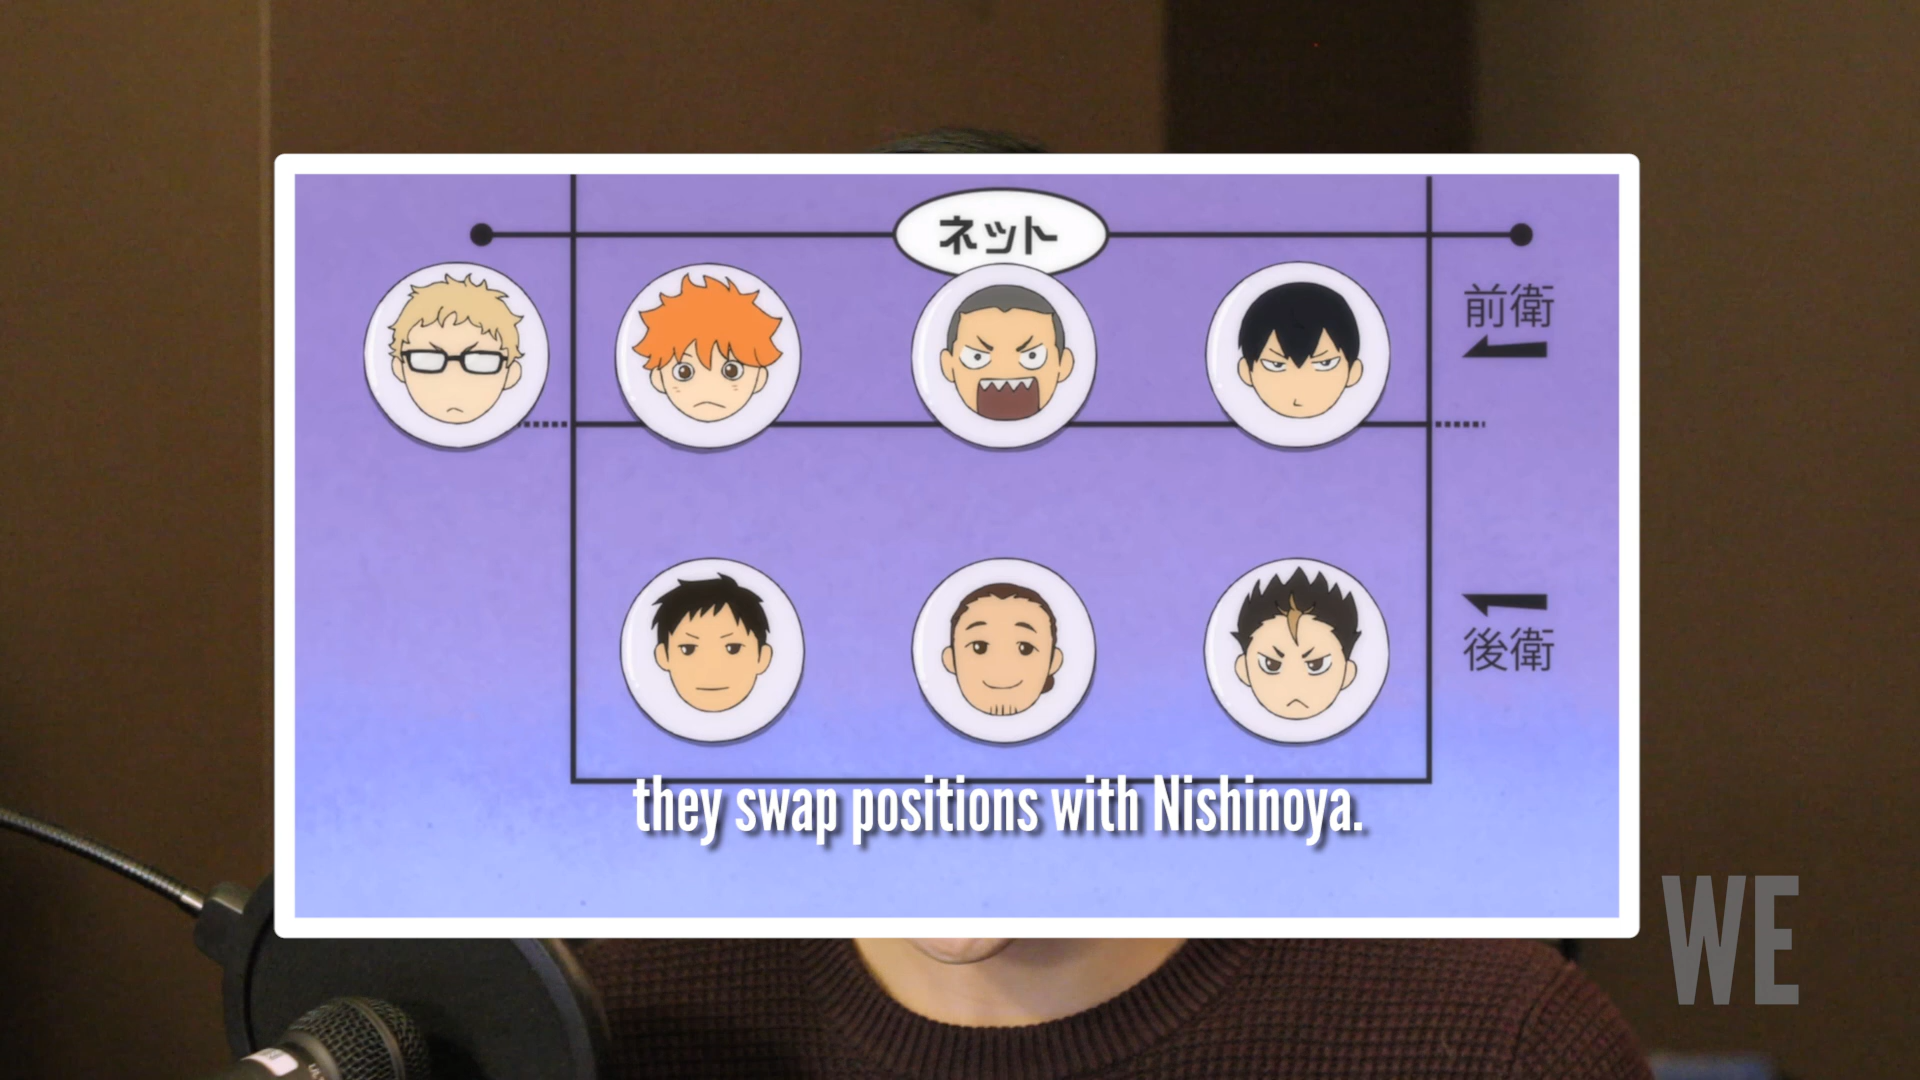 ネット
前衛
後衛
they swap positions with Nishinoya.
WE